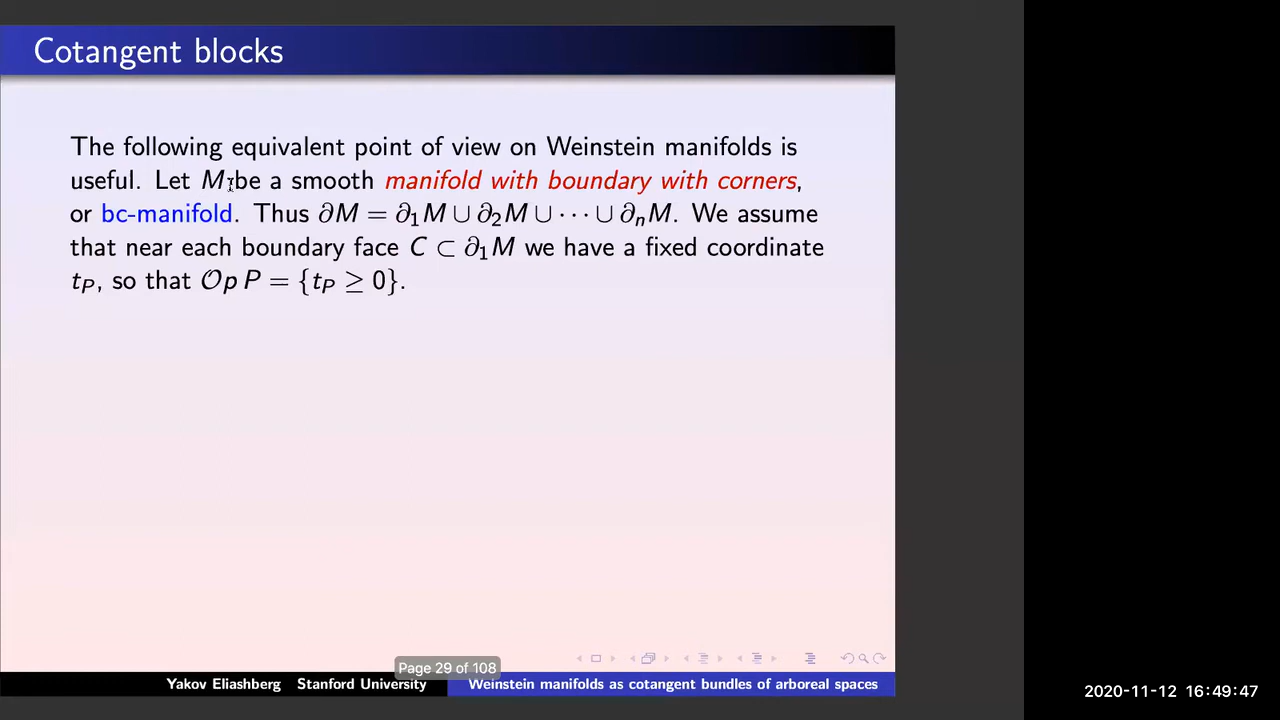 Cotangent blocks
The following equivalent point of view on Weinstein manifolds is
useful. Let M be a smooth manifold with boundary with corners,
or bc-manifold. Thus ∂M = ∂₁M ∪ ∂₂M ∪ ⋯ ∪ ∂ₙM. We assume
that near each boundary face C ⊂ ∂₁M we have a fixed coordinate
t_P, so that 𝒪p P = {t_P ≥ 0}.
Page 29 of 108
Yakov Eliashberg Stanford University Weinstein manifolds as cotangent bundles of arboreal spaces
2020-11-12 16:49:47